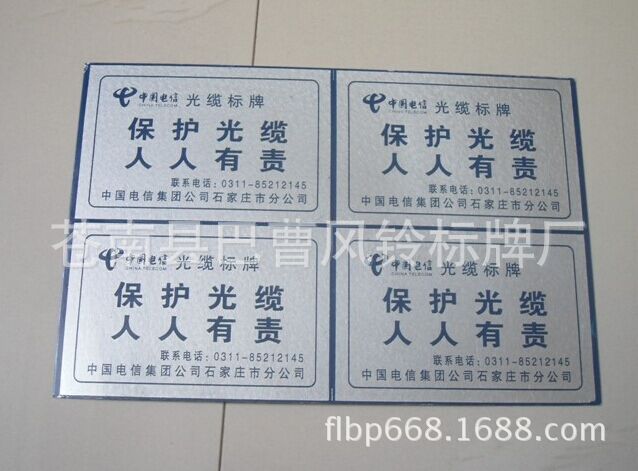 中国电信 光缆标牌
CHINA TELECOM
保护光缆
人人有责
联系电话:0311-85212145
中国电信集团公司石家庄市分公司
中国电信 光缆标牌
CHINA TELECOM
保护光缆
人人有责
联系电话:0311-85212145
中国电信集团公司石家庄市分公司
苍南县巴曹风铃标牌厂
中国电信 光缆标牌
CHINA TELECOM
保护光缆
人人有责
联系电话:0311-85212145
中国电信集团公司石家庄市分公司
中国电信 光缆标牌
CHINA TELECOM
保护光缆
人人有责
联系电话:0311-85212145
中国电信集团公司石家庄市分公司
flbp668.1688.com/